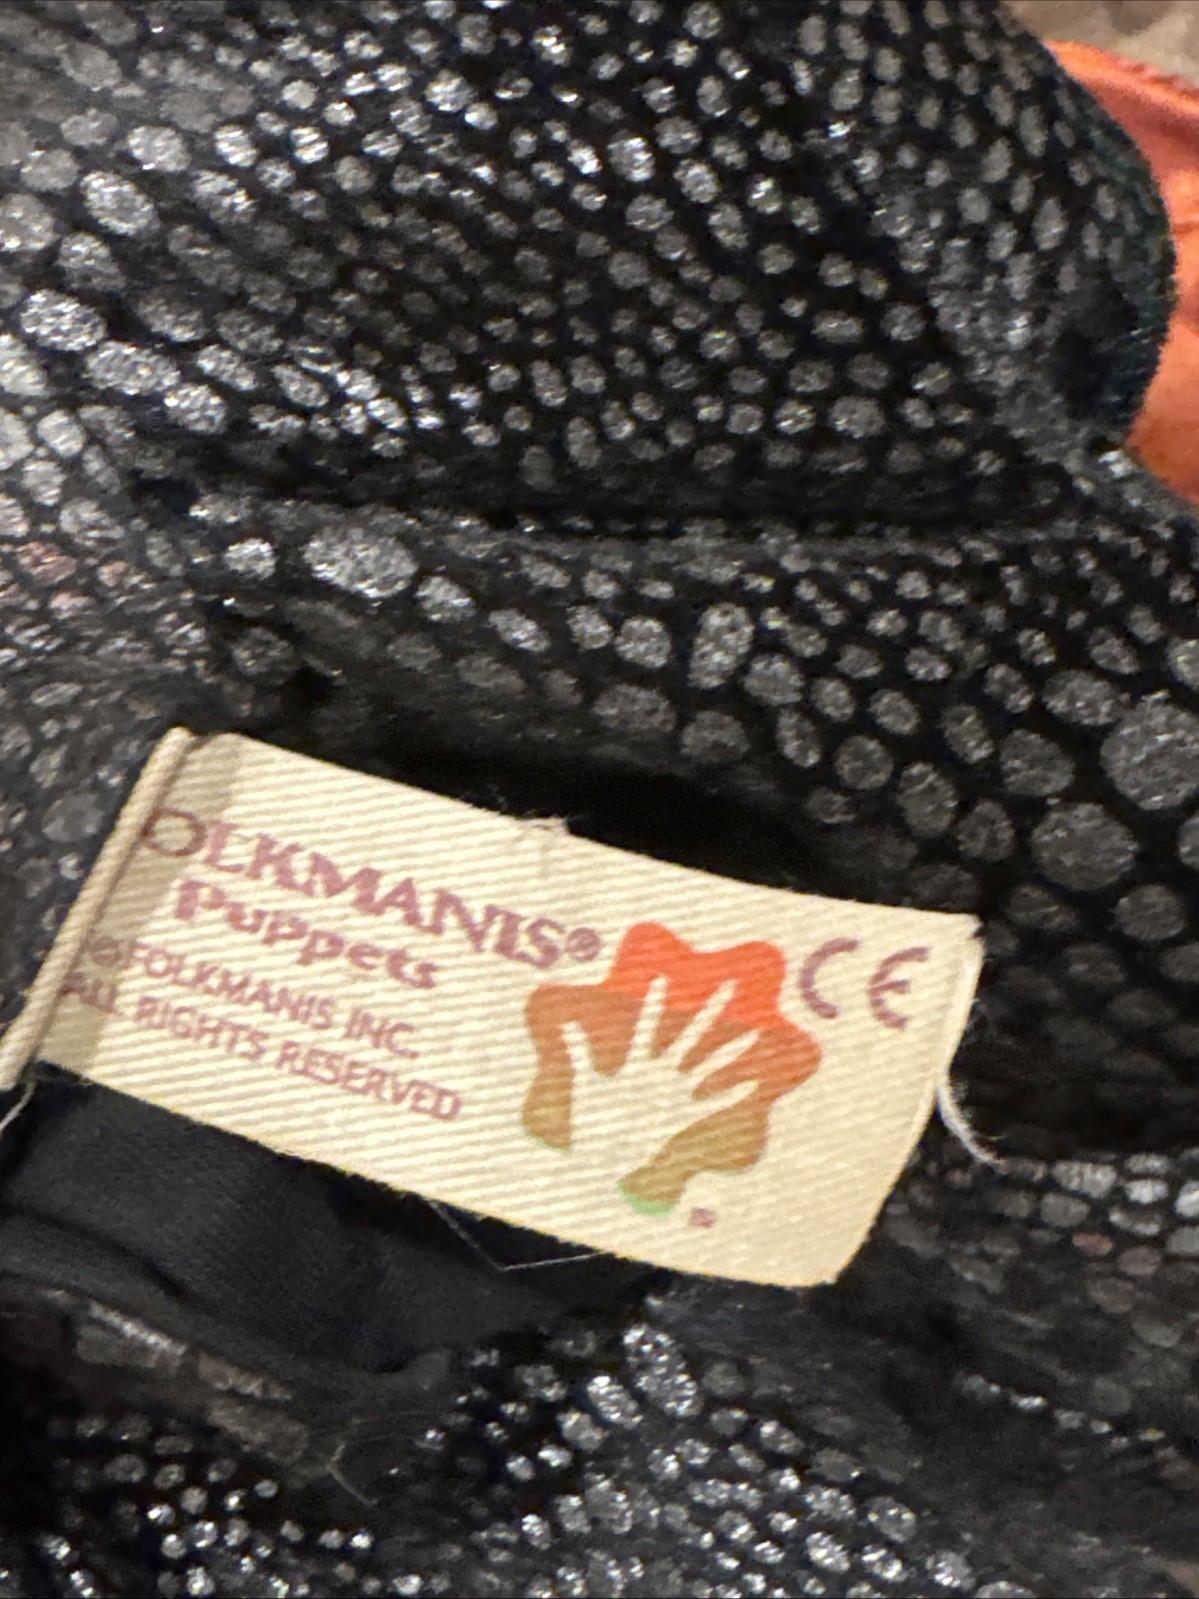 OLKMANIS®
Puppets
©FOLKMANIS INC.
ALL RIGHTS RESERVED
CE